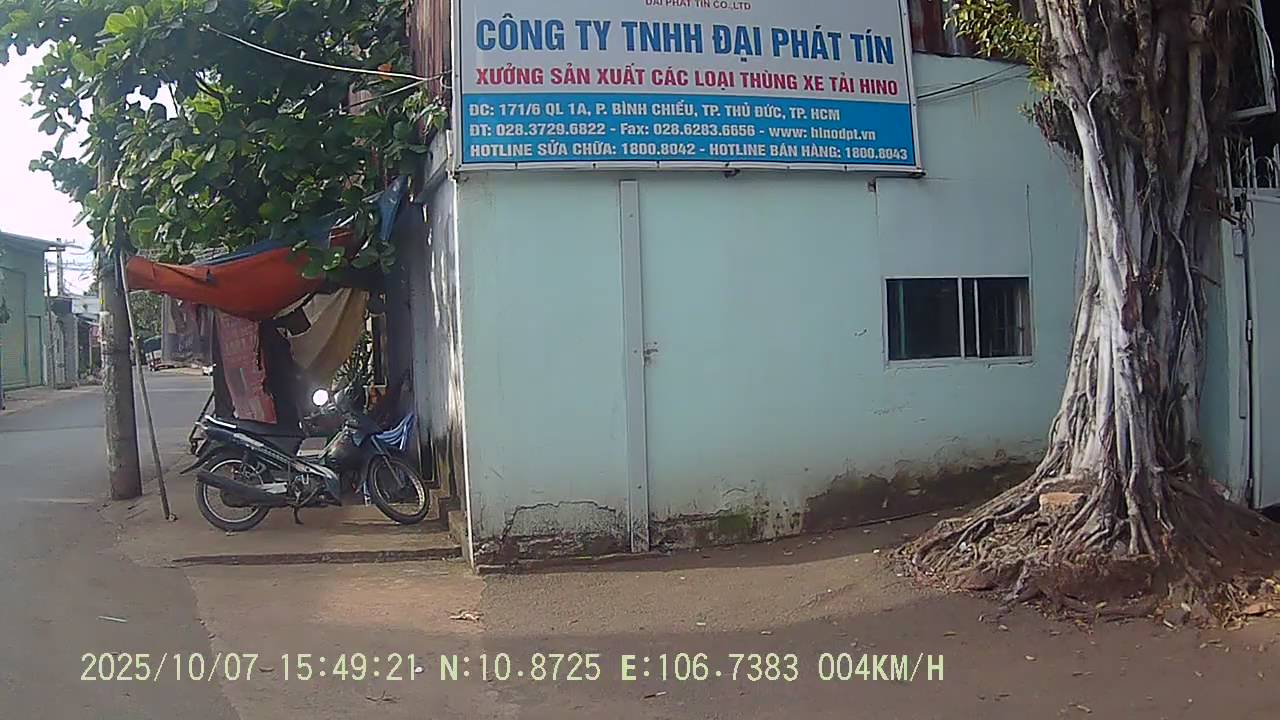 DAI PHAT TIN CO.,LTD
CÔNG TY TNHH ĐẠI PHÁT TÍN
XƯỞNG SẢN XUẤT CÁC LOẠI THÙNG XE TẢI HINO
ĐC: 171/6 QL 1A, P. BÌNH CHIỂU, TP. THỦ ĐỨC, TP. HCM
ĐT: 028.3729.6822 - Fax: 028.6283.6656 - www: hinodpt.vn
HOTLINE SỬA CHỮA: 1800.8042 - HOTLINE BÁN HÀNG: 1800.8043
2025/10/07 15:49:21 N:10.8725 E:106.7383 004KM/H